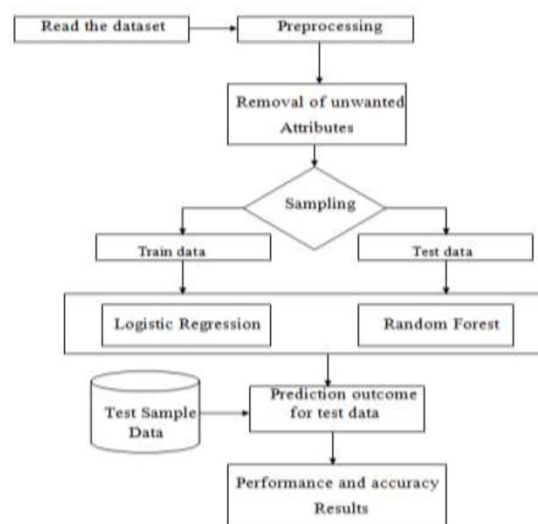 Read the dataset
Preprocessing
Removal of unwanted
Attributes
Sampling
Train data
Test data
Logistic Regression
Random Forest
Test Sample
Data
Prediction outcome
for test data
Performance and accuracy
Results